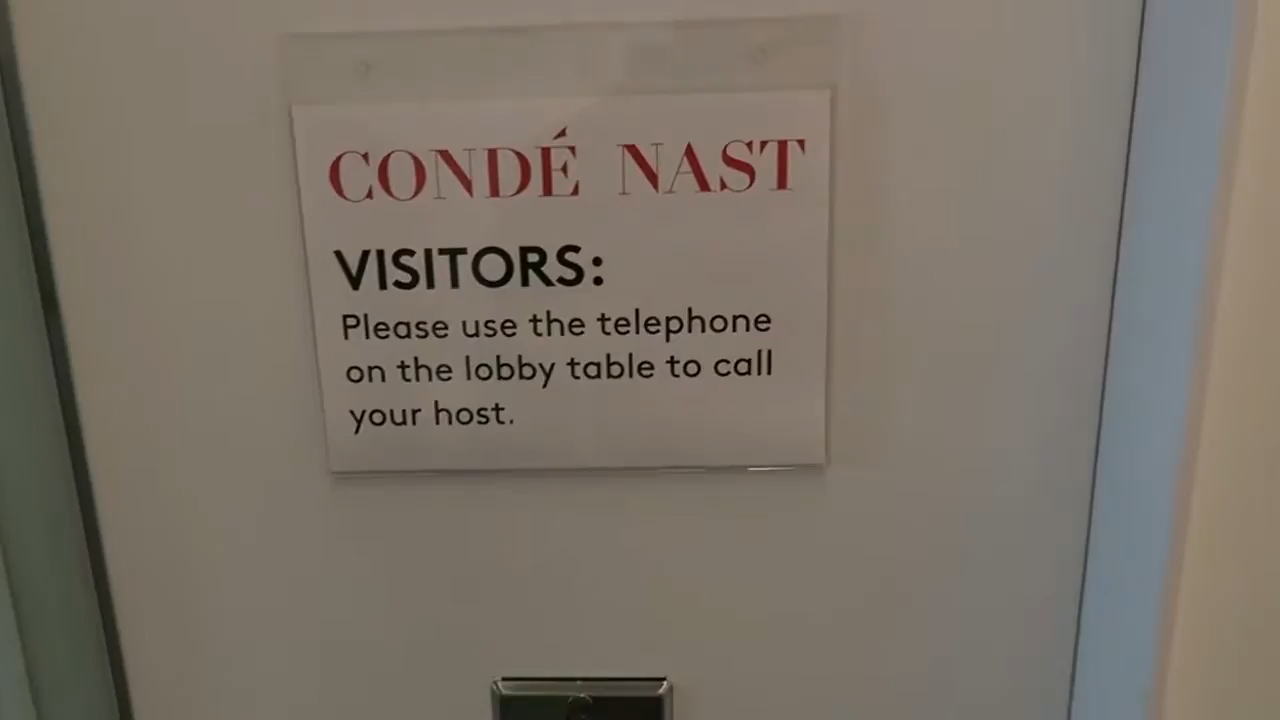 CONDÉ NAST
VISITORS:
Please use the telephone
on the lobby table to call
your host.